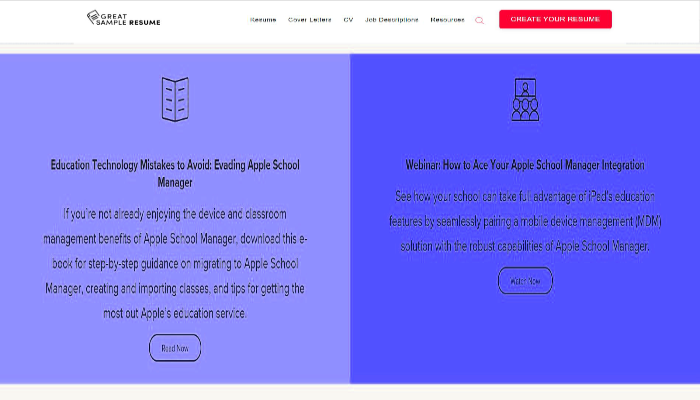 GREAT
SAMPLE RESUME
Resume Cover Letters CV Job Descriptions Resources
CREATE YOUR RESUME
Education Technology Mistakes to Avoid: Evading Apple School
Manager
If you're not already enjoying the device and classroom
management benefits of Apple School Manager, download this e-
book for step-by-step guidance on migrating to Apple School
Manager, creating and importing classes, and tips for getting the
most out Apple's education service.
Read Now
Webinar: How to Ace Your Apple School Manager Integration
See how your school can take full advantage of iPad's education
features by seamlessly pairing a mobile device management (MDM)
solution with the robust capabilities of Apple School Manager.
Watch Now